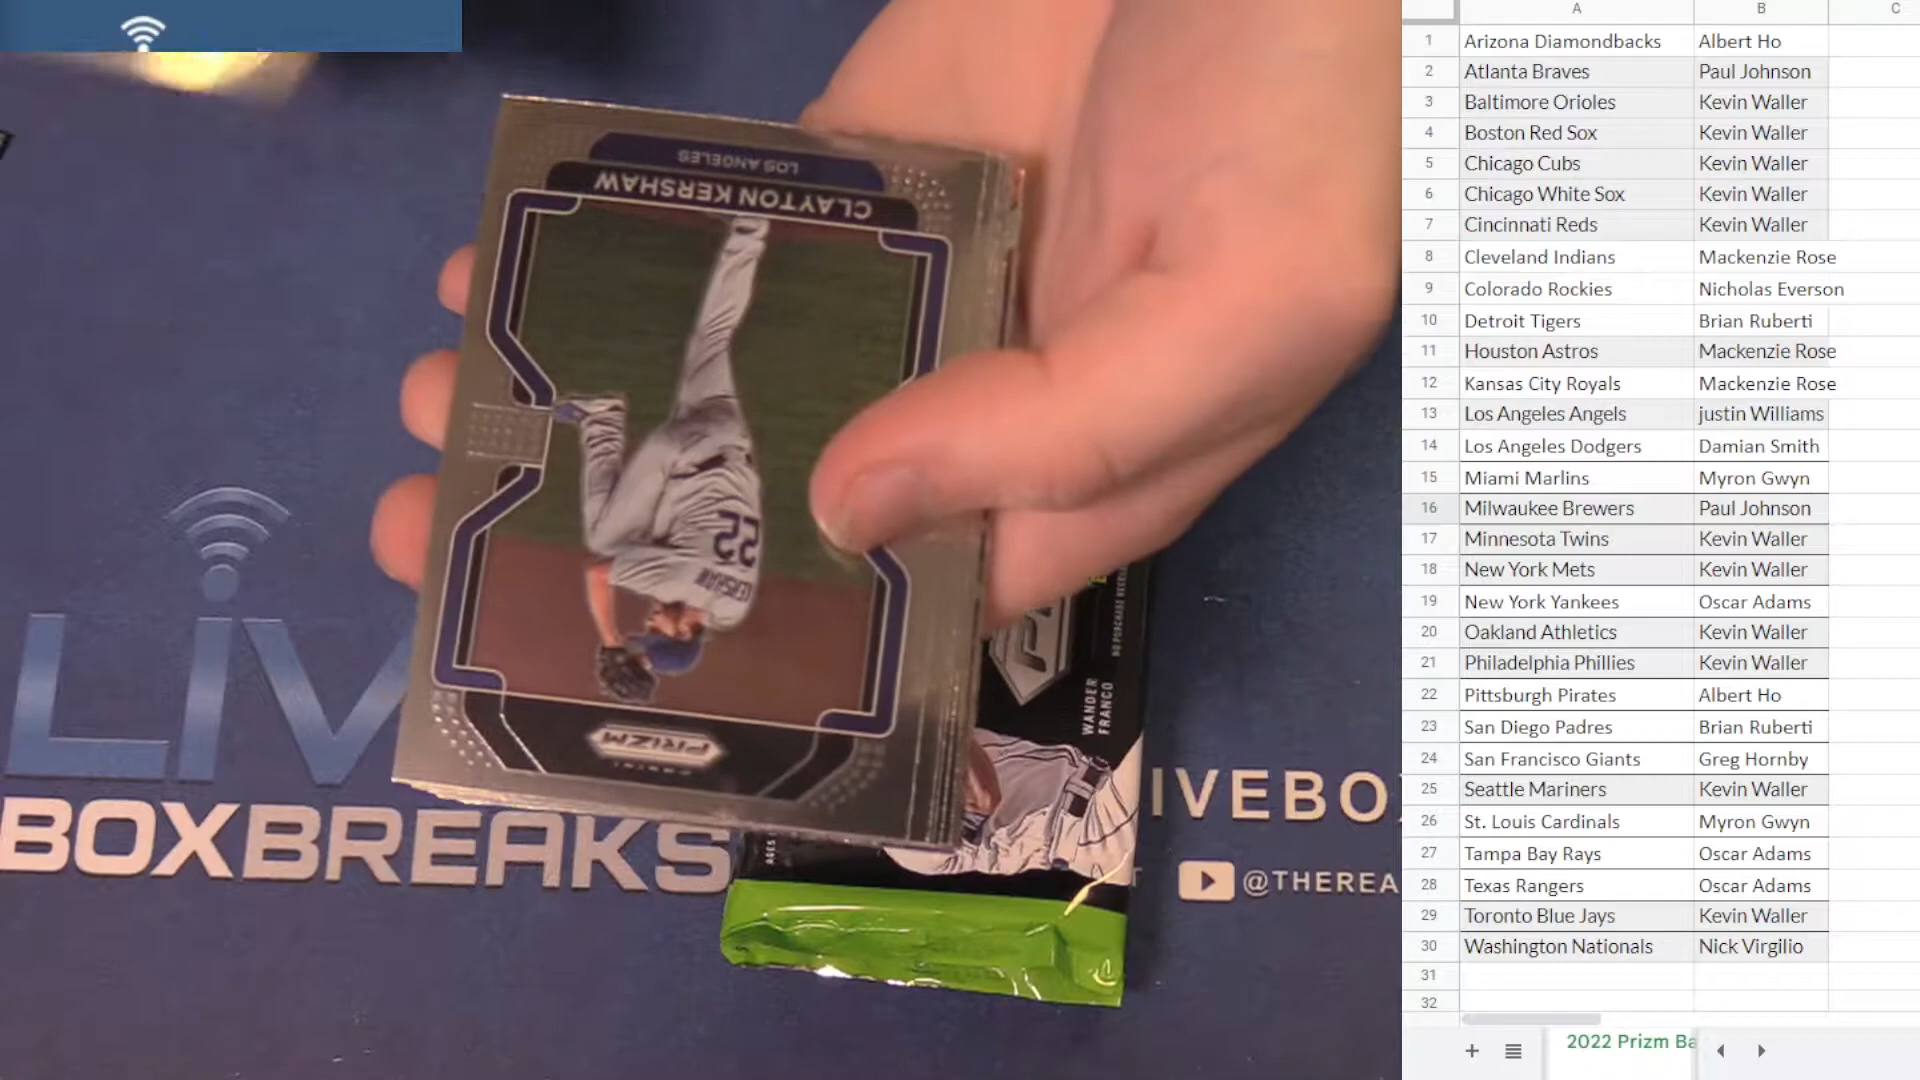 LOS ANGELES
CLAYTON KERSHAW
22
KERSHAW
PRIZM
PANINI
WANDER
FRANCO
LIV
BOXBREAKS
IVEBO
@THEREA
A B C
1 Arizona Diamondbacks Albert Ho
2 Atlanta Braves Paul Johnson
3 Baltimore Orioles Kevin Waller
4 Boston Red Sox Kevin Waller
5 Chicago Cubs Kevin Waller
6 Chicago White Sox Kevin Waller
7 Cincinnati Reds Kevin Waller
8 Cleveland Indians Mackenzie Rose
9 Colorado Rockies Nicholas Everson
10 Detroit Tigers Brian Ruberti
11 Houston Astros Mackenzie Rose
12 Kansas City Royals Mackenzie Rose
13 Los Angeles Angels justin Williams
14 Los Angeles Dodgers Damian Smith
15 Miami Marlins Myron Gwyn
16 Milwaukee Brewers Paul Johnson
17 Minnesota Twins Kevin Waller
18 New York Mets Kevin Waller
19 New York Yankees Oscar Adams
20 Oakland Athletics Kevin Waller
21 Philadelphia Phillies Kevin Waller
22 Pittsburgh Pirates Albert Ho
23 San Diego Padres Brian Ruberti
24 San Francisco Giants Greg Hornby
25 Seattle Mariners Kevin Waller
26 St. Louis Cardinals Myron Gwyn
27 Tampa Bay Rays Oscar Adams
28 Texas Rangers Oscar Adams
29 Toronto Blue Jays Kevin Waller
30 Washington Nationals Nick Virgilio
31
32
2022 Prizm Ba